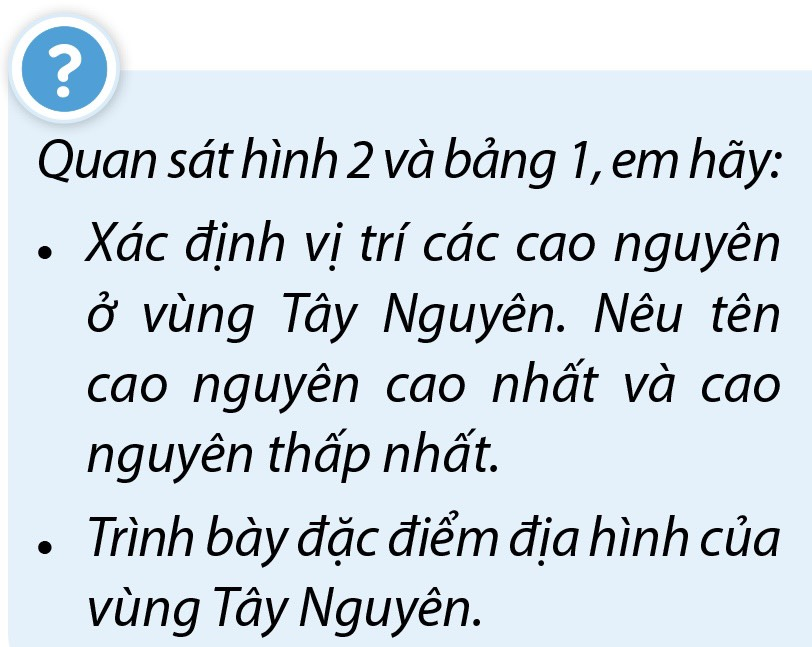 ?
Quan sát hình 2 và bảng 1, em hãy:
• Xác định vị trí các cao nguyên
ở vùng Tây Nguyên. Nêu tên
cao nguyên cao nhất và cao
nguyên thấp nhất.
• Trình bày đặc điểm địa hình của
vùng Tây Nguyên.